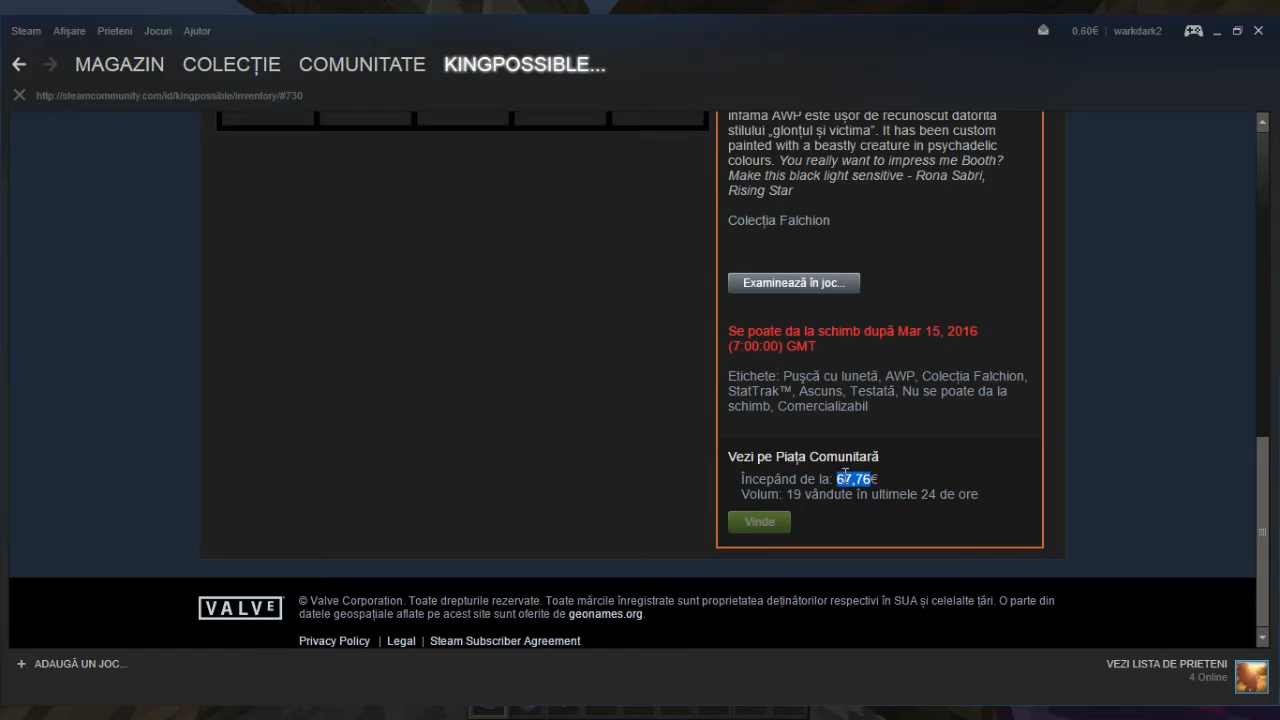 Steam Afișare Prieteni Jocuri Ajutor
0.60€ | warkdark2
MAGAZIN COLECȚIE COMUNITATE KINGPOSSIBLE...
http://steamcommunity.com/id/kingpossible/inventory/#730
infama AWP este ușor de recunoscut datorită
stilului „glonțul și victima”. It has been custom
painted with a beastly creature in psychadelic
colours. You really want to impress me Booth?
Make this black light sensitive - Rona Sabri,
Rising Star
Colecția Falchion
Examinează în joc...
Se poate da la schimb după Mar 15, 2016
(7:00:00) GMT
Etichete: Pușcă cu lunetă, AWP, Colecția Falchion,
StatTrak™, Ascuns, Testată, Nu se poate da la
schimb, Comercializabil
Vezi pe Piața Comunitară
Începând de la: 67,76€
Volum: 19 vândute în ultimele 24 de ore
Vinde
VALVE
© Valve Corporation. Toate drepturile rezervate. Toate mărcile înregistrate sunt proprietatea deținătorilor respectivi în SUA și celelalte țări. O parte din
datele geospațiale aflate pe acest site sunt oferite de geonames.org.
Privacy Policy | Legal | Steam Subscriber Agreement
+ ADAUGĂ UN JOC...
VEZI LISTA DE PRIETENI
4 Online